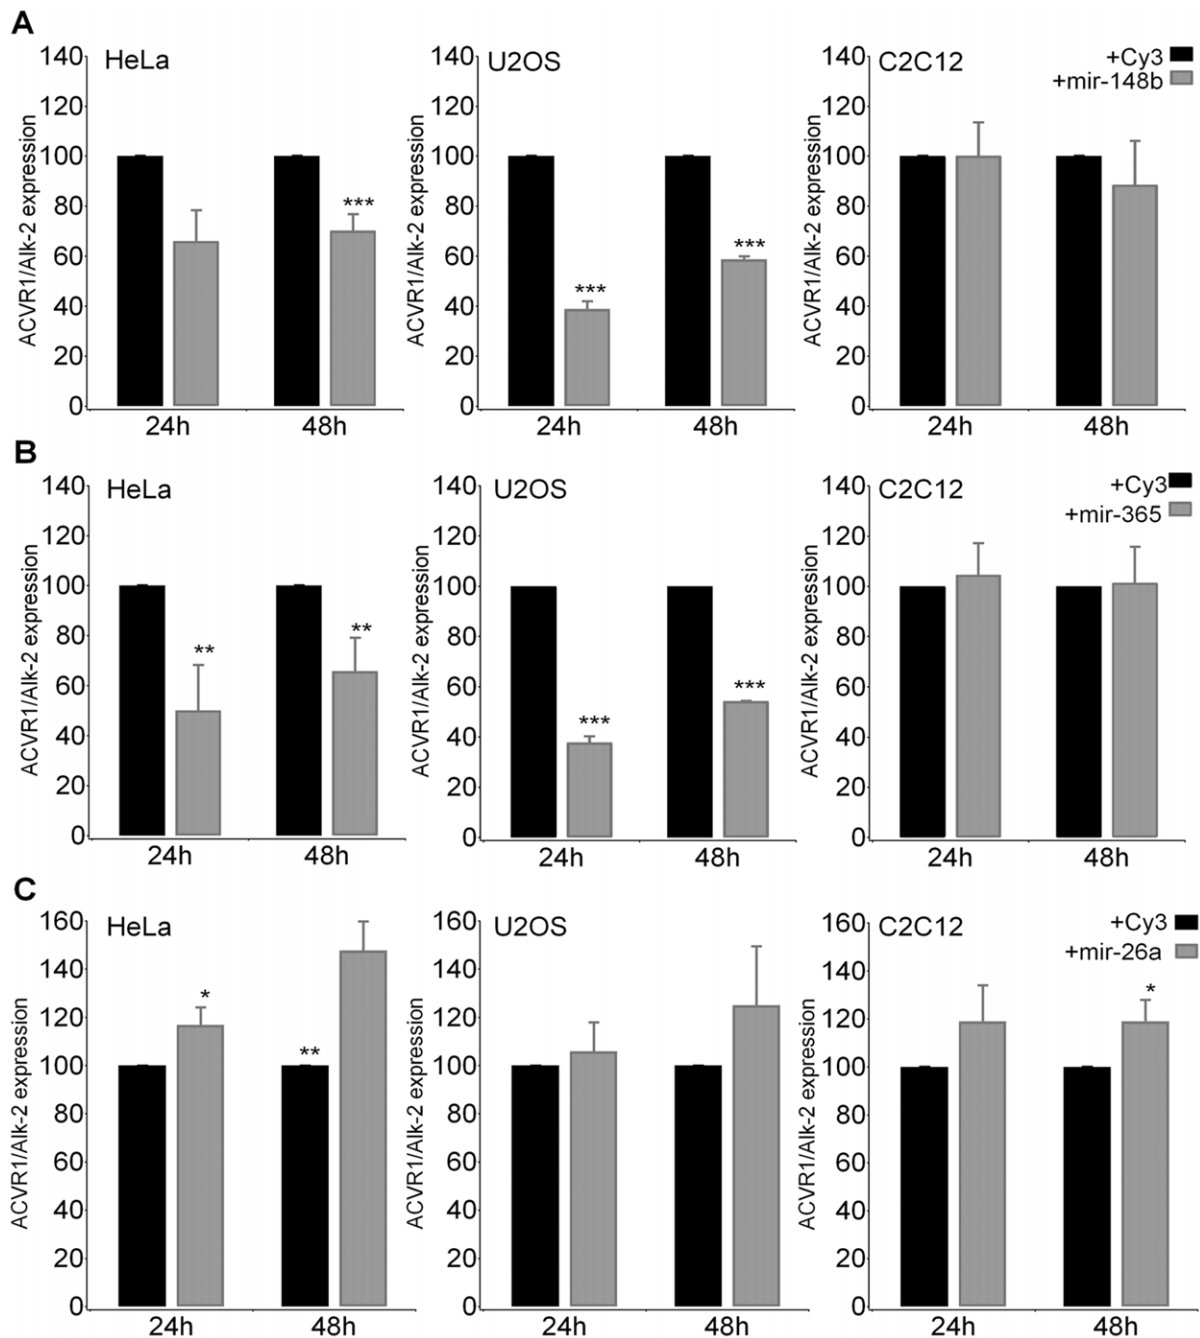 A
HeLa
U2OS
C2C12
+Cy3
+mir-148b
ACVR1/Alk-2 expression
140
120
100
80
60
40
20
0
***
24h
48h
ACVR1/Alk-2 expression
140
120
100
80
60
40
20
0
***
***
24h
48h
ACVR1/Alk-2 expression
140
120
100
80
60
40
20
0
24h
48h
B
HeLa
U2OS
C2C12
+Cy3
+mir-365
ACVR1/Alk-2 expression
140
120
100
80
60
40
20
0
**
**
24h
48h
ACVR1/Alk-2 expression
140
120
100
80
60
40
20
0
***
***
24h
48h
ACVR1/Alk-2 expression
140
120
100
80
60
40
20
0
24h
48h
C
HeLa
U2OS
C2C12
+Cy3
+mir-26a
ACVR1/Alk-2 expression
160
140
120
100
80
60
40
20
0
*
**
24h
48h
ACVR1/Alk-2 expression
160
140
120
100
80
60
40
20
0
24h
48h
ACVR1/Alk-2 expression
160
140
120
100
80
60
40
20
0
*
24h
48h